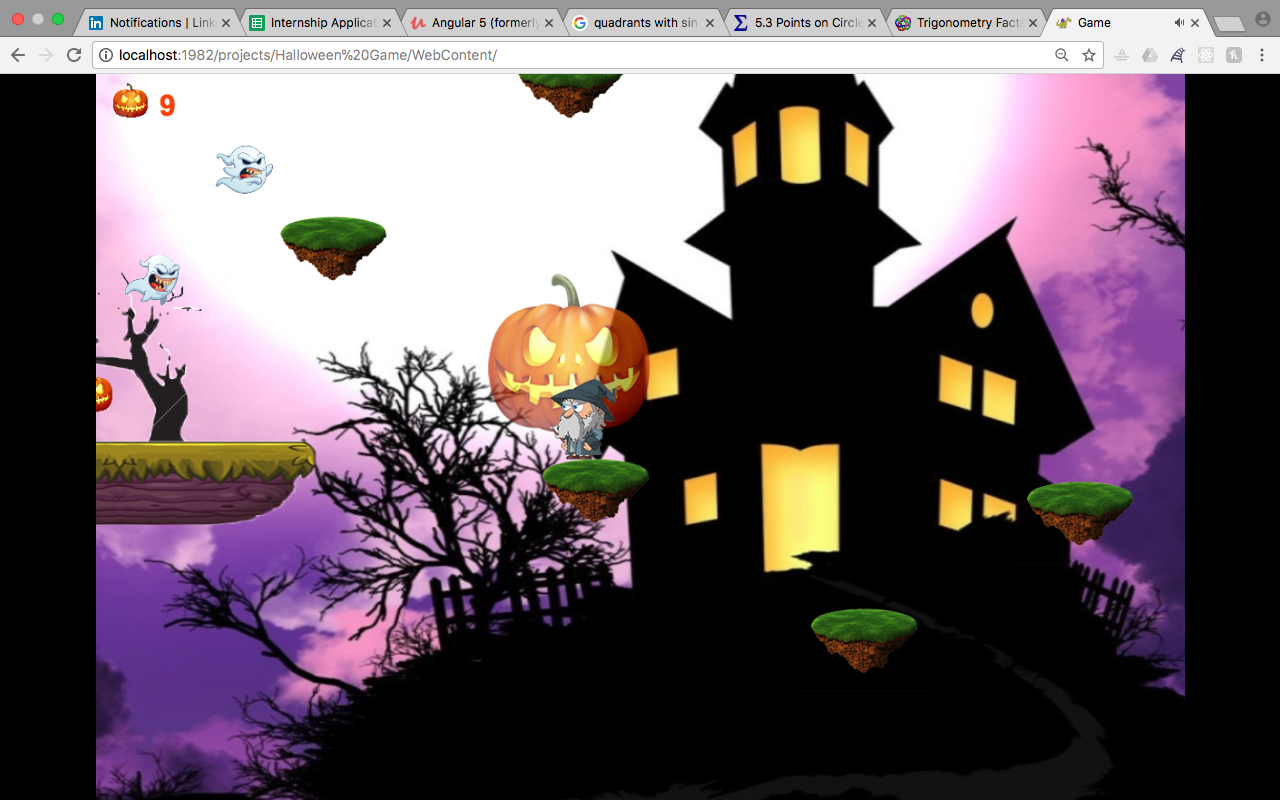 Notifications | Link
Internship Applicat
Angular 5 (formerly
quadrants with sin
5.3 Points on Circle
Trigonometry Facts
Game
localhost:1982/projects/Halloween%20Game/WebContent/
9